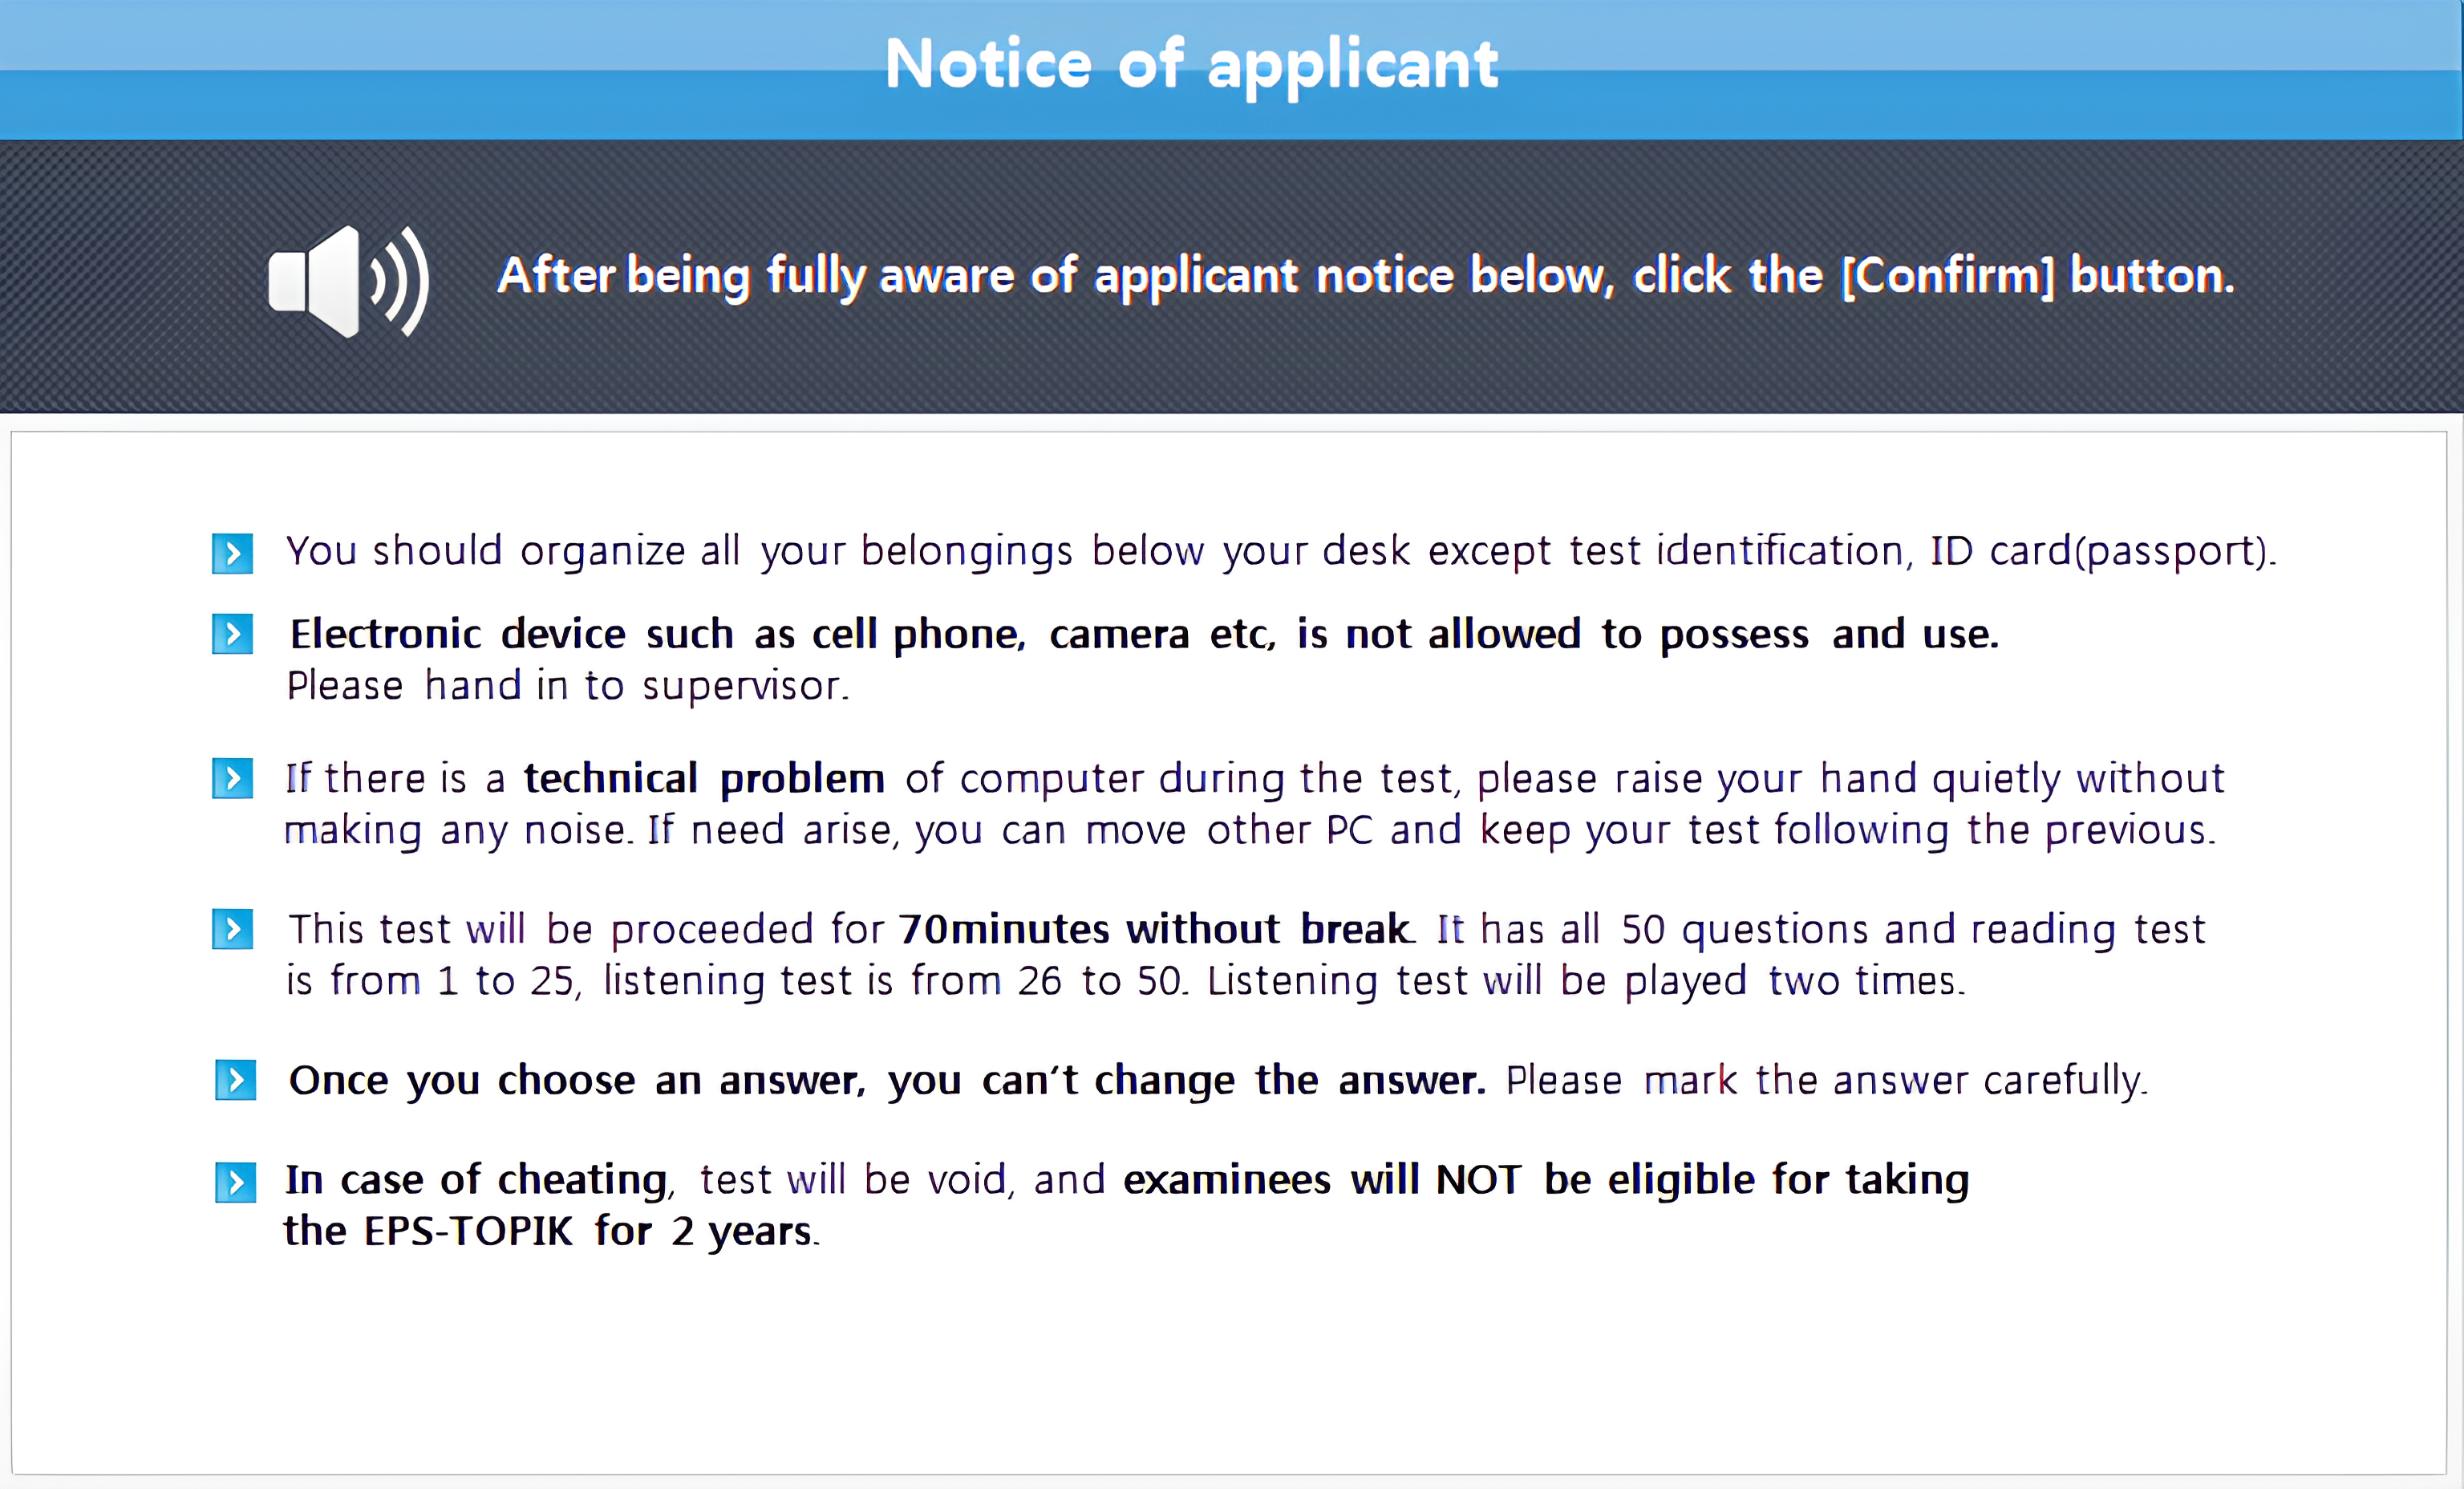 Notice of applicant
After being fully aware of applicant notice below, click the [Confirm] button.
You should organize all your belongings below your desk except test identification, ID card(passport).
Electronic device such as cell phone, camera etc, is not allowed to possess and use.
Please hand in to supervisor.
If there is a technical problem of computer during the test, please raise your hand quietly without
making any noise. If need arise, you can move other PC and keep your test following the previous.
This test will be proceeded for 70minutes without break. It has all 50 questions and reading test
is from 1 to 25, listening test is from 26 to 50. Listening test will be played two times.
Once you choose an answer, you can't change the answer. Please mark the answer carefully.
In case of cheating, test will be void, and examinees will NOT be eligible for taking
the EPS-TOPIK for 2 years.